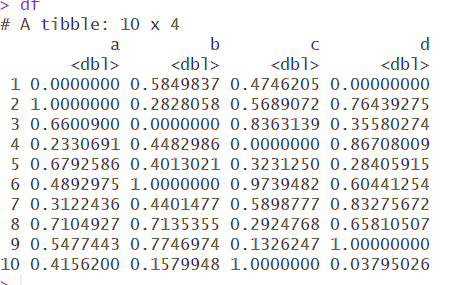 > df
# A tibble: 10 x 4
a b c d
<dbl> <dbl> <dbl> <dbl>
1 0.0000000 0.5849837 0.4746205 0.00000000
2 1.0000000 0.2828058 0.5689072 0.76439275
3 0.6600900 0.0000000 0.8363139 0.35580274
4 0.2330691 0.4482986 0.0000000 0.86708009
5 0.6792586 0.4013021 0.3231250 0.28405915
6 0.4892975 1.0000000 0.9739482 0.60441254
7 0.3122436 0.4401477 0.5898777 0.83275672
8 0.7104927 0.7135355 0.2924768 0.65810507
9 0.5477443 0.7746974 0.1326247 1.00000000
10 0.4156200 0.1579948 1.0000000 0.03795026
>